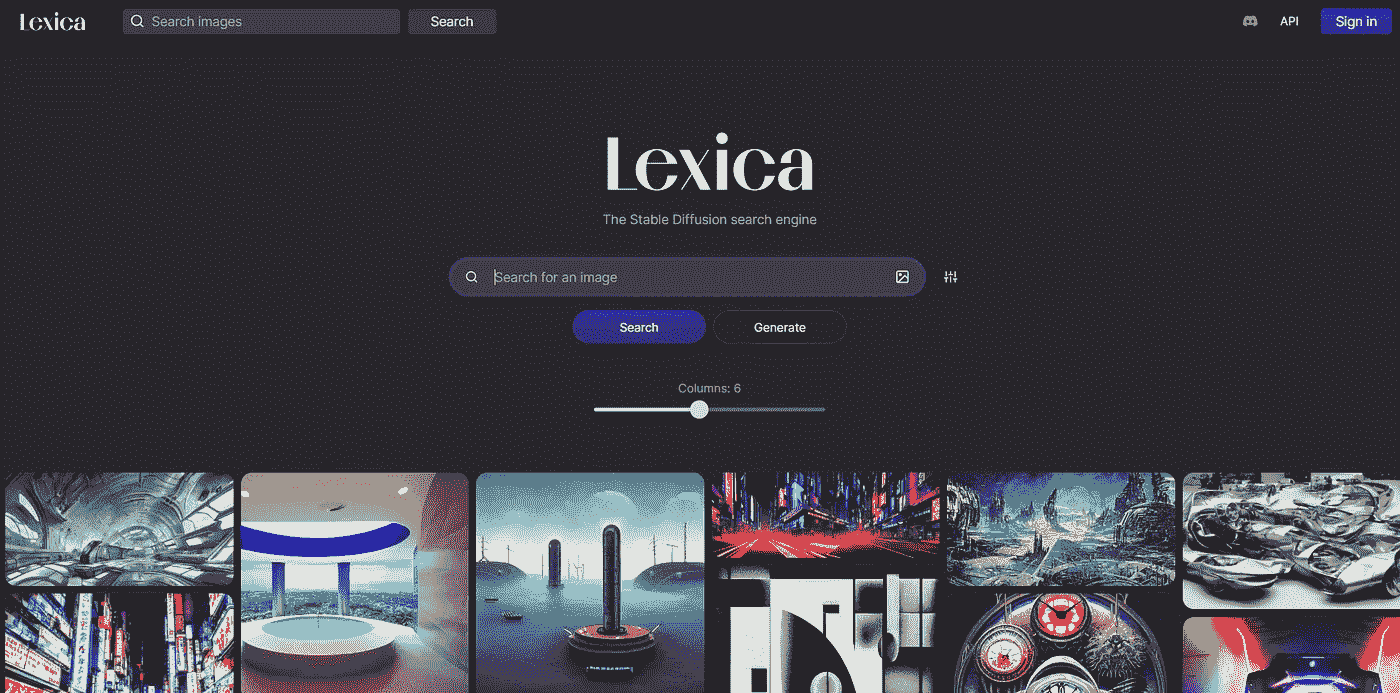 Lexica
Search images
Search
API
Sign in
Lexica
The Stable Diffusion search engine
Search for an image
Search
Generate
Columns: 6